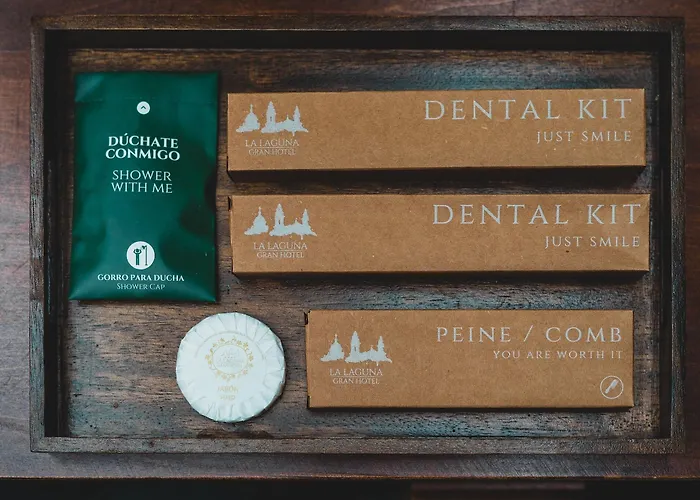 DÚCHATE
CONMIGO
SHOWER
WITH ME
GORRO PARA DUCHA
SHOWER CAP
LA LAGUNA
GRAN HOTEL
DENTAL KIT
JUST SMILE
LA LAGUNA
GRAN HOTEL
DENTAL KIT
JUST SMILE
LA LAGUNA
GRAN HOTEL
PEINE / COMB
YOU ARE WORTH IT